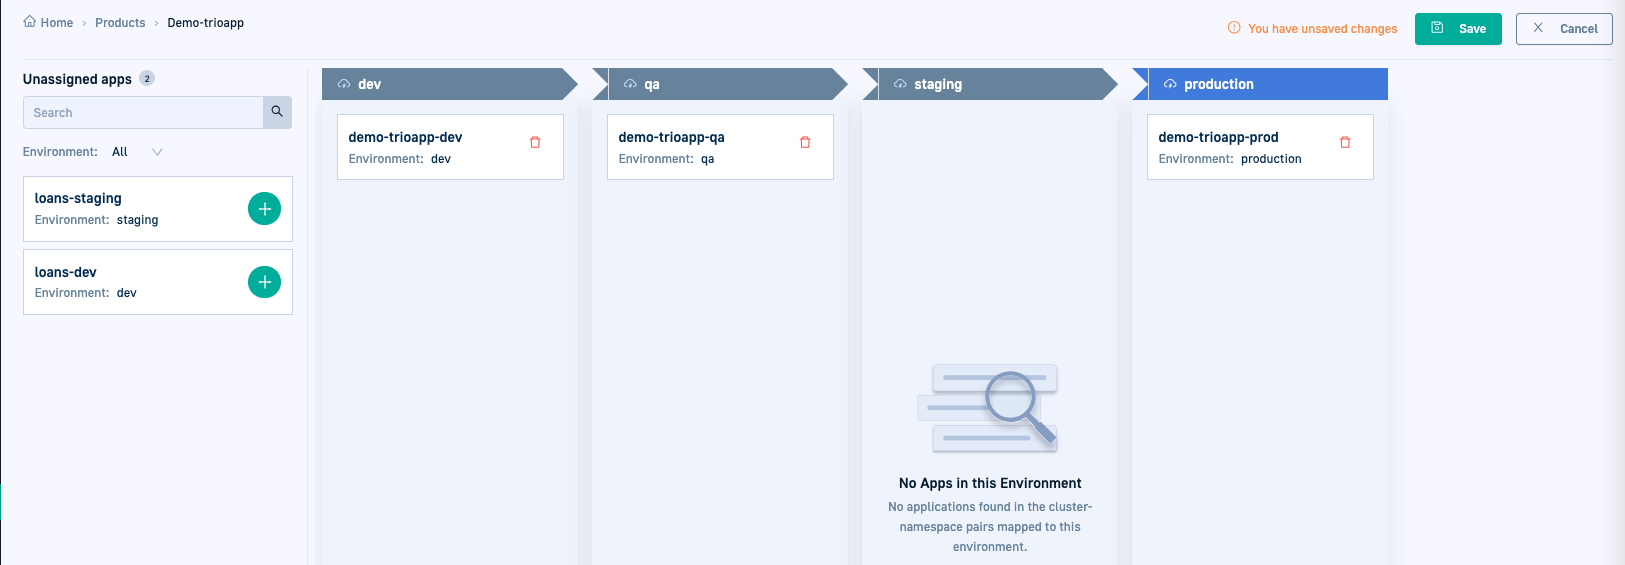 Home › Products › Demo-trioapp
You have unsaved changes
Save
Cancel
Unassigned apps 2
Search
Environment: All
loans-staging
Environment: staging
loans-dev
Environment: dev
dev
demo-trioapp-dev
Environment: dev
qa
demo-trioapp-qa
Environment: qa
staging
No Apps in this Environment
No applications found in the cluster-
namespace pairs mapped to this
environment.
production
demo-trioapp-prod
Environment: production